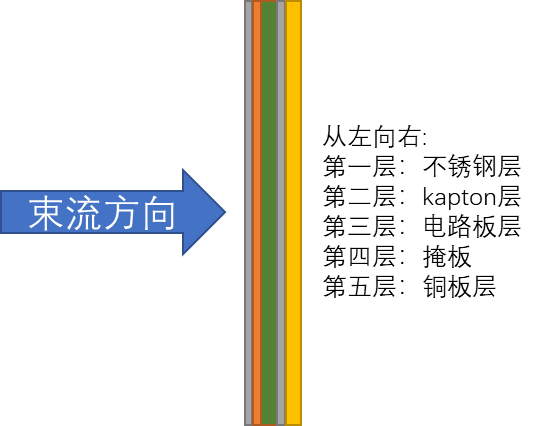 束流方向
从左向右:
第一层：不锈钢层
第二层：kapton层
第三层：电路板层
第四层：掩板
第五层：铜板层